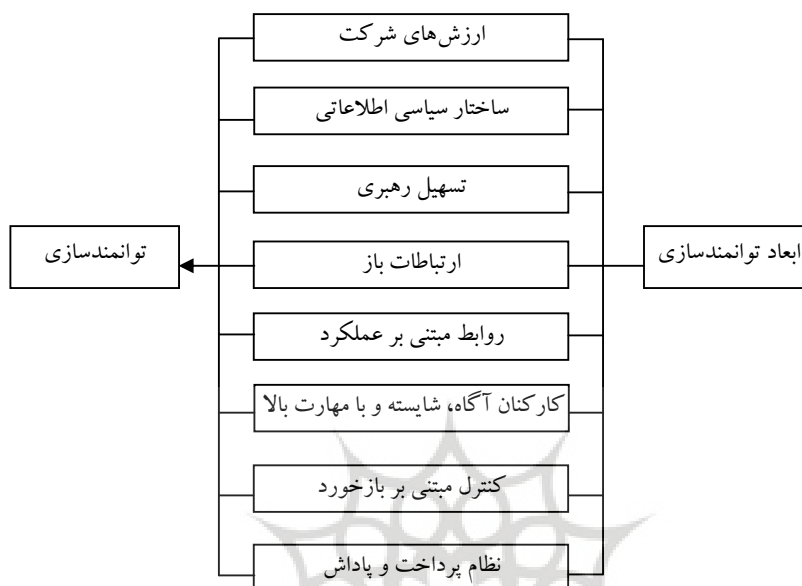 ارزش‌های شرکت
ساختار سیاسی اطلاعاتی
تسهیل رهبری
ابعاد توانمندسازی
ارتباطات باز
توانمندسازی
روابط مبتنی بر عملکرد
کارکنان آگاه، شایسته و با مهارت بالا
کنترل مبتنی بر بازخورد
نظام پرداخت و پاداش